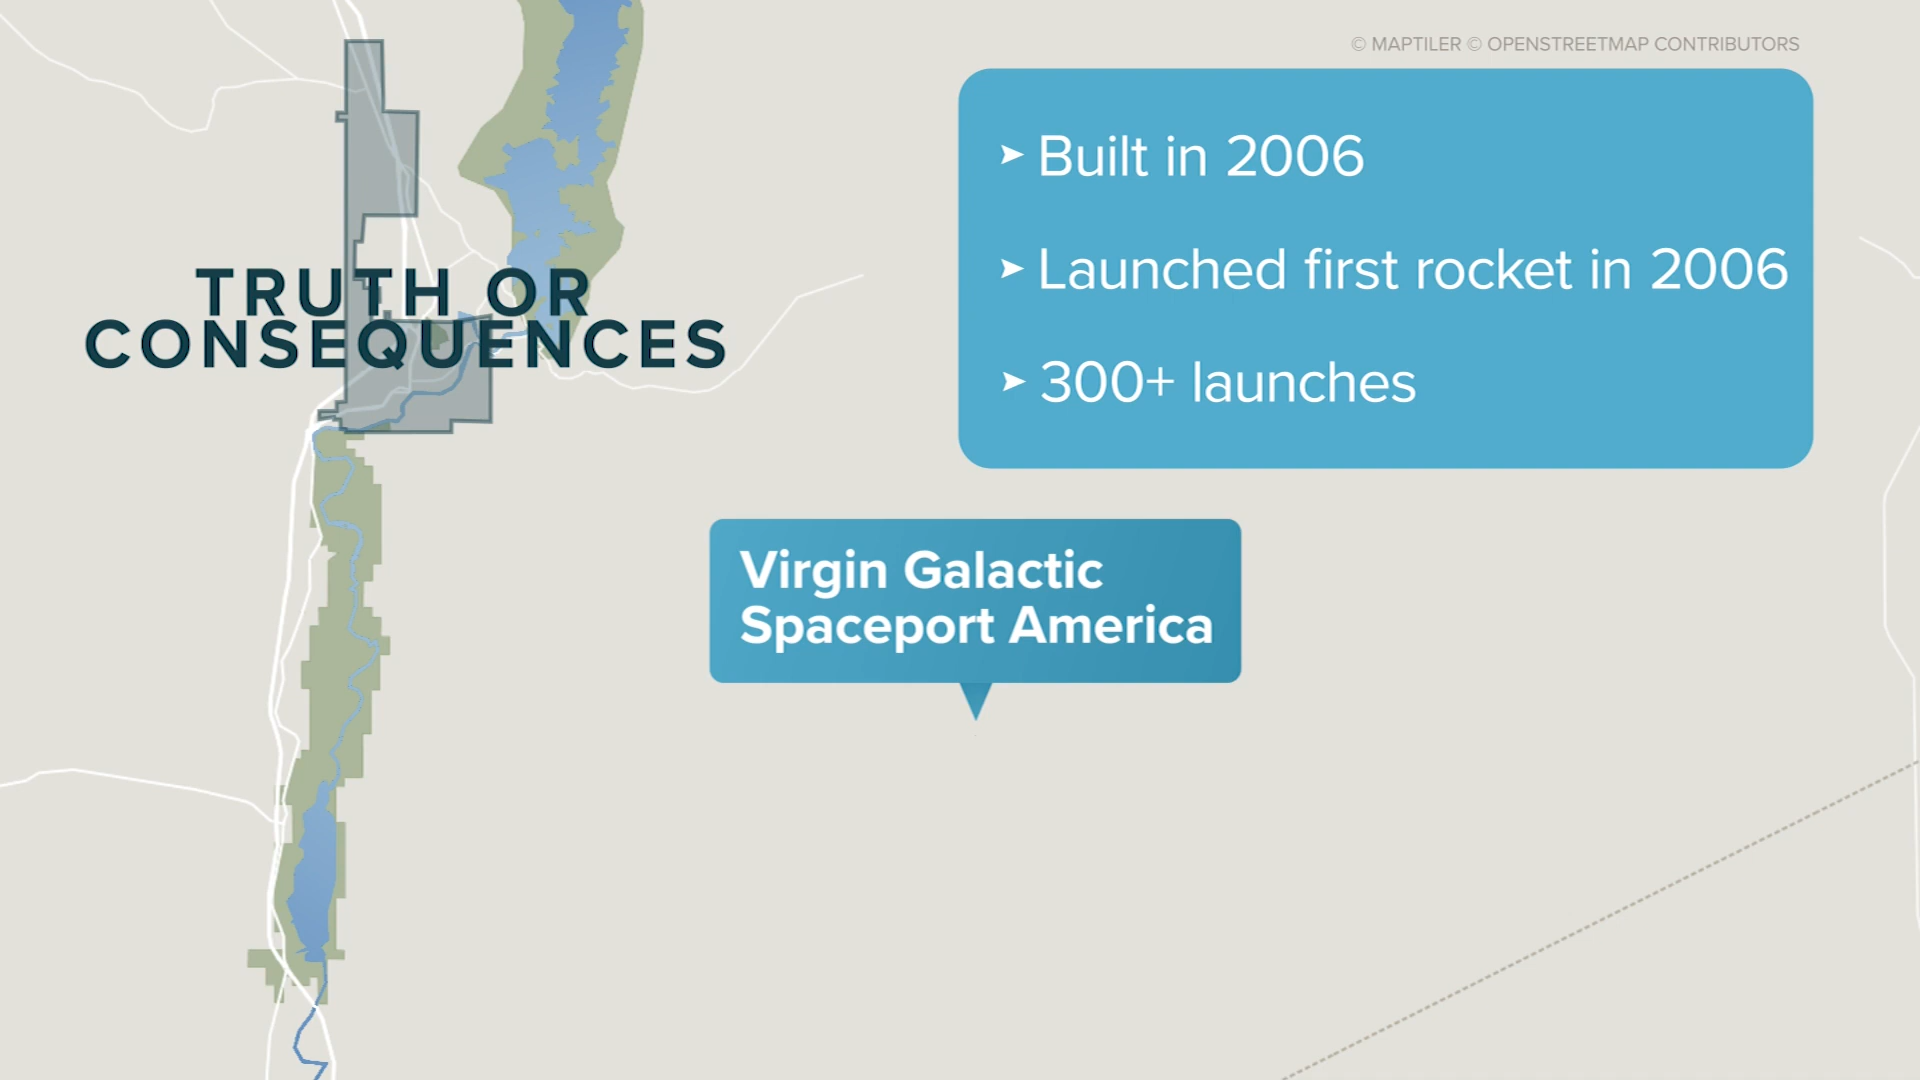 © MAPTILER © OPENSTREETMAP CONTRIBUTORS
➤ Built in 2006
➤ Launched first rocket in 2006
➤ 300+ launches
TRUTH OR
CONSEQUENCES
Virgin Galactic
Spaceport America